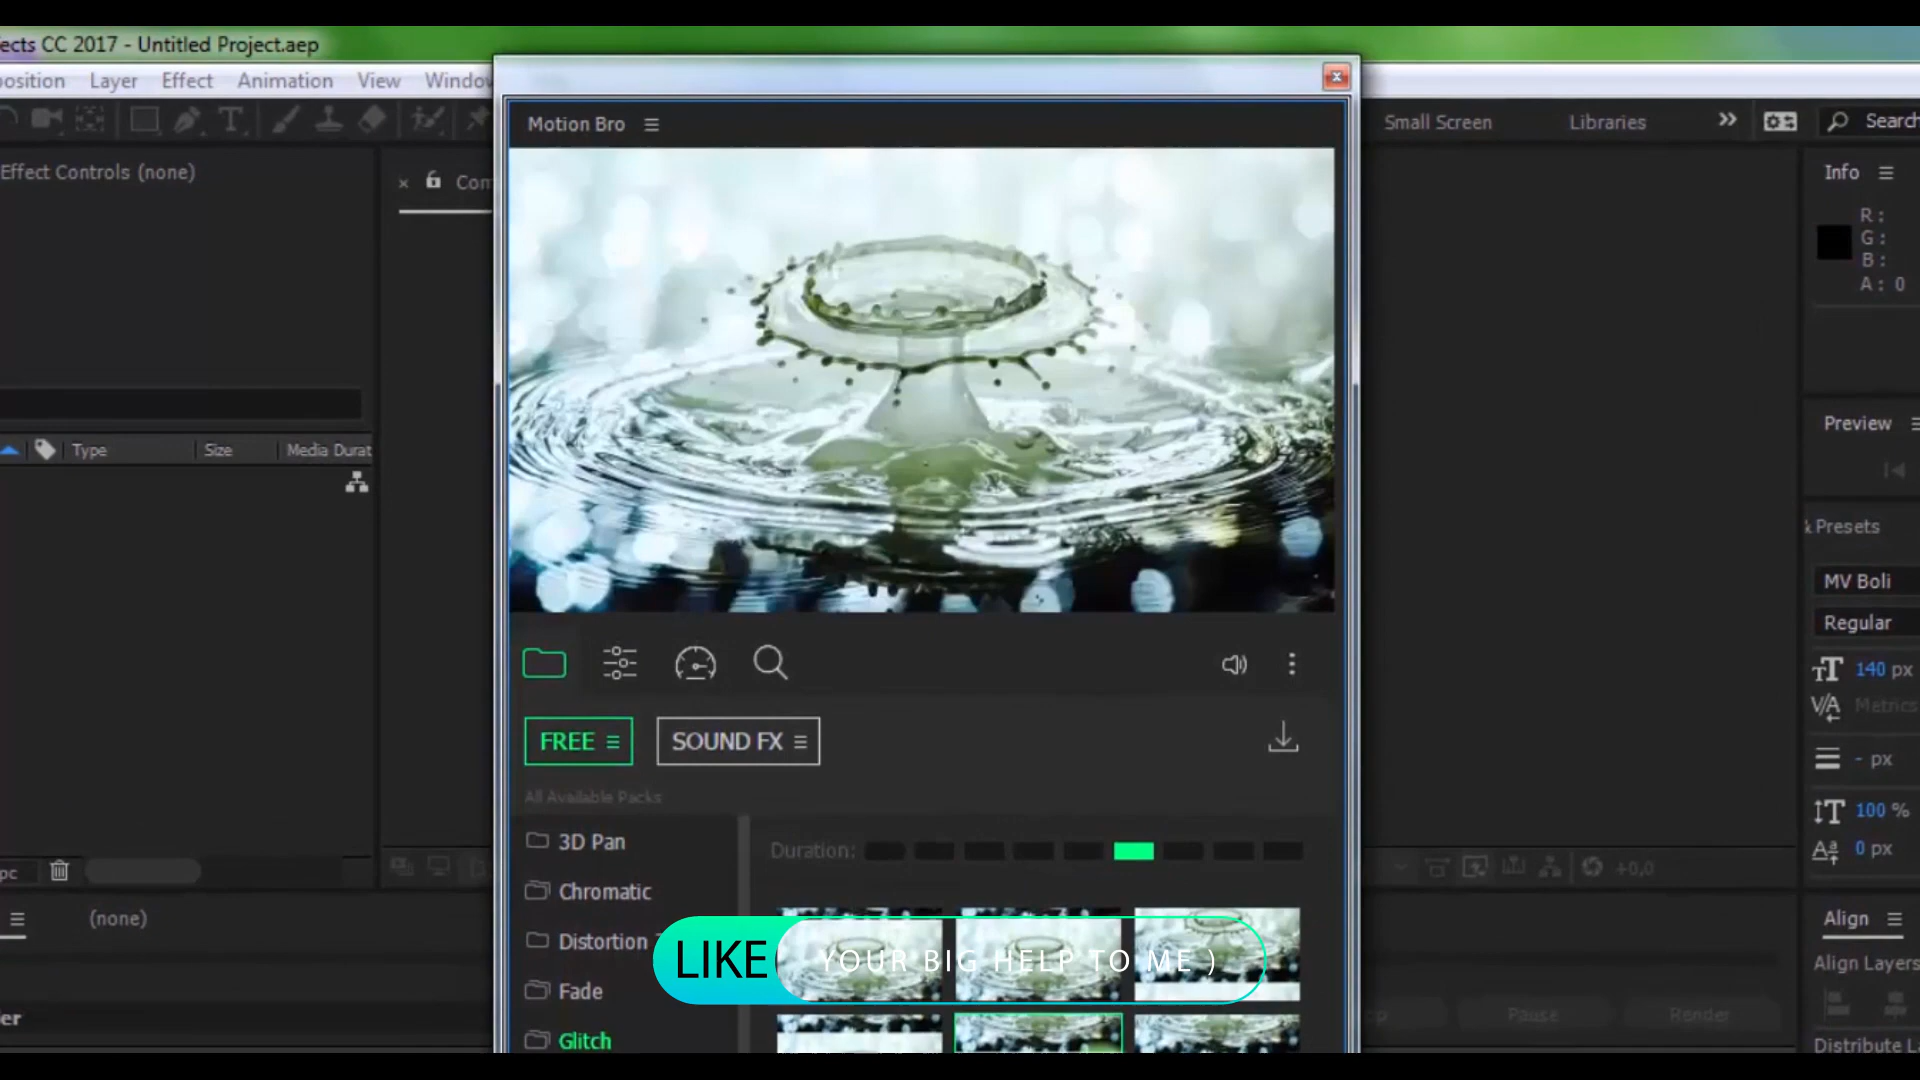 ects CC 2017 - Untitled Project.aep
position Layer Effect Animation View Window
Motion Bro
Small Screen Libraries Search
Effect Controls (none)
Com
Info
R :
G :
B :
A : 0
Preview
& Presets
MV Boli
Regular
Type Size Media Durat
140 px
Metrics
FREE SOUND FX
- px
All Available Packs
3D Pan
Duration:
100 %
0 px
+0,0
pc
Chromatic
(none)
Align
Distortion
LIKE YOUR BIG HELP TO ME )
Align Layers
Fade
Pause Render
Glitch
Distribute La